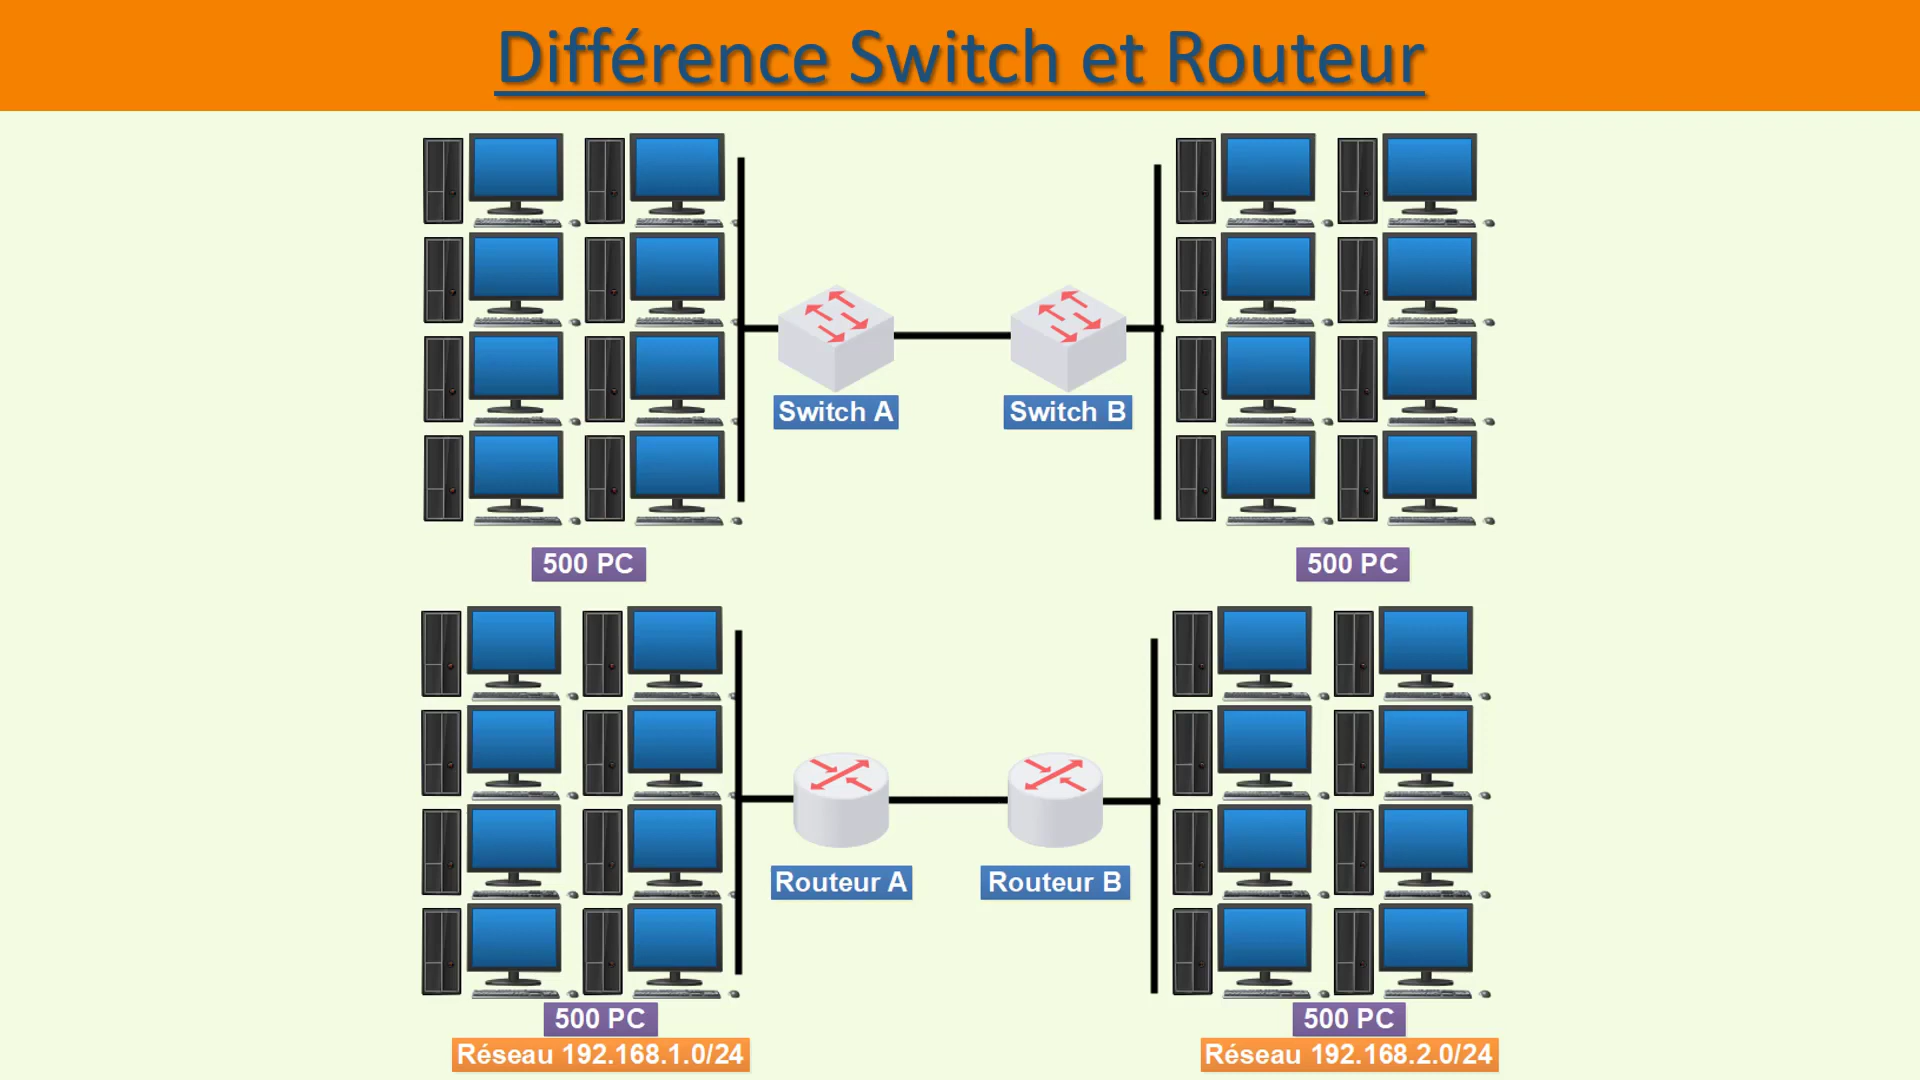 Différence Switch et Routeur
Switch A
Switch B
500 PC
500 PC
Routeur A
Routeur B
500 PC
500 PC
Réseau 192.168.1.0/24
Réseau 192.168.2.0/24